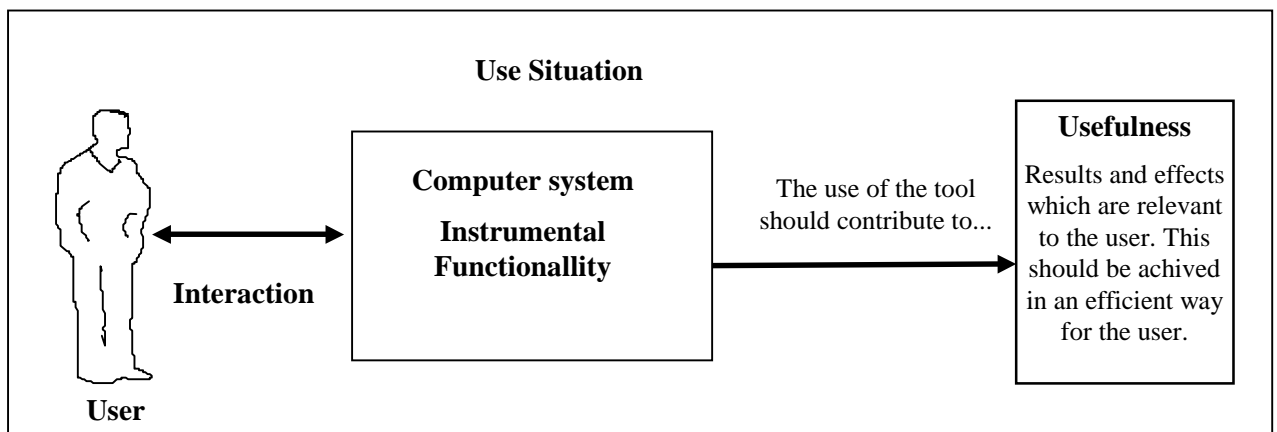 Use Situation
Computer system
Instrumental
Functionallity
Interaction
User
The use of the tool
should contribute to...
Usefulness
Results and effects
which are relevant
to the user. This
should be achived
in an efficient way
for the user.